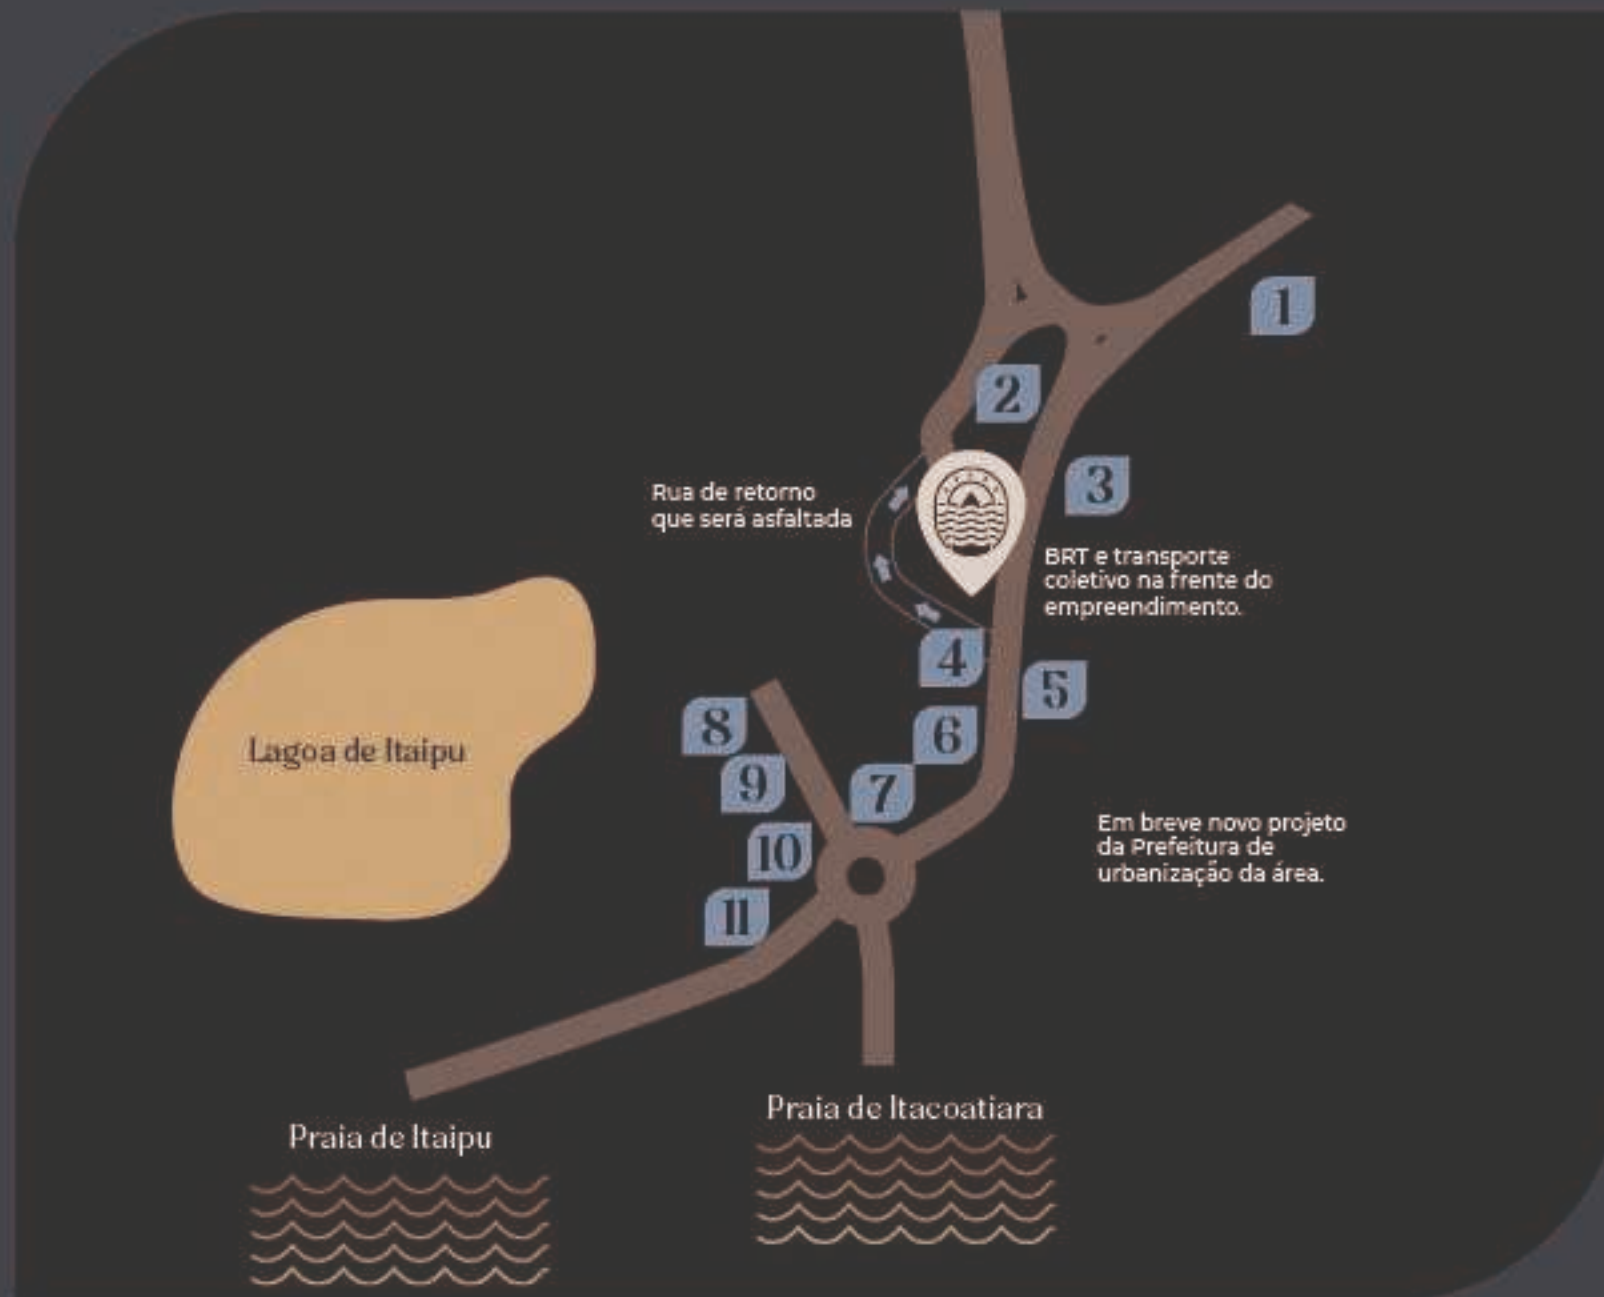 1
2
3
Rua de retorno
que será asfaltada
BRT e transporte
coletivo na frente do
empreendimento.
4
5
6
7
8
9
10
11
Lagoa de Itaipu
Em breve novo projeto
da Prefeitura de
urbanização da área.
Praia de Itacoatiara
Praia de Itaipu